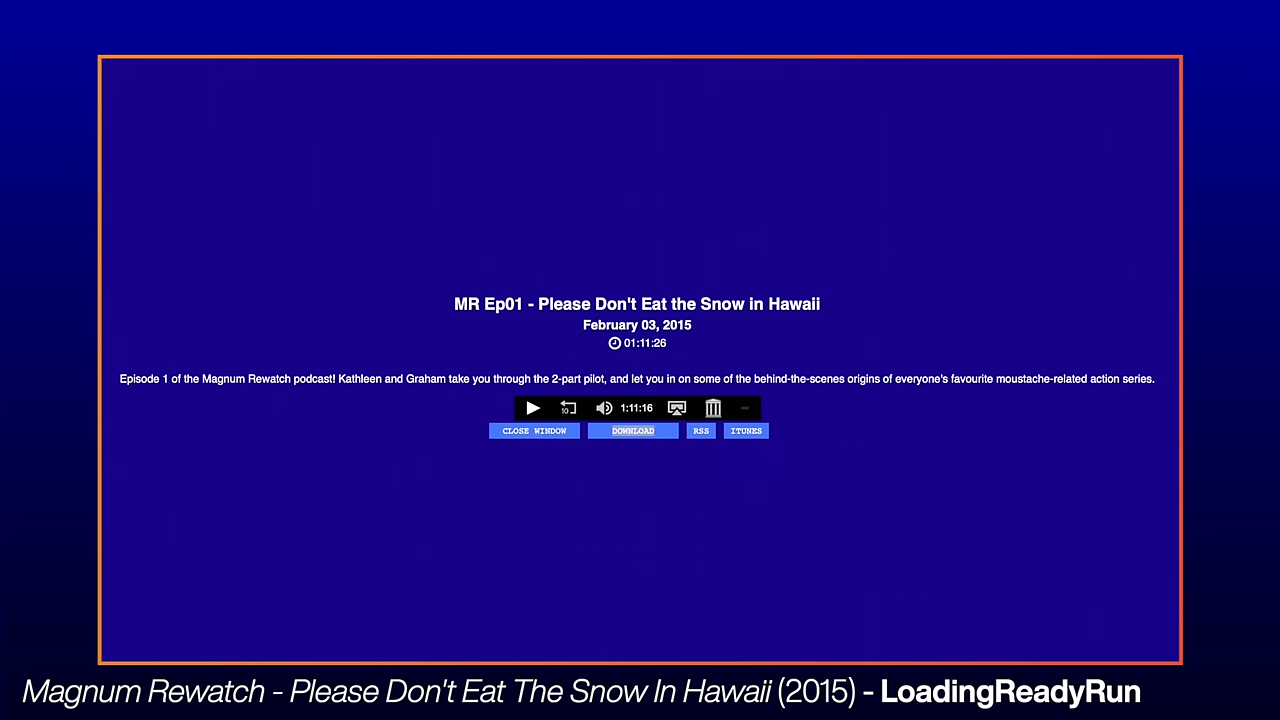 MR Ep01 - Please Don't Eat the Snow in Hawaii
February 03, 2015
01:11:26
Episode 1 of the Magnum Rewatch podcast! Kathleen and Graham take you through the 2-part pilot, and let you in on some of the behind-the-scenes origins of everyone's favourite moustache-related action series.
10 1:11:16
CLOSE WINDOW DOWNLOAD RSS ITUNES
Magnum Rewatch - Please Don't Eat The Snow In Hawaii (2015) - LoadingReadyRun